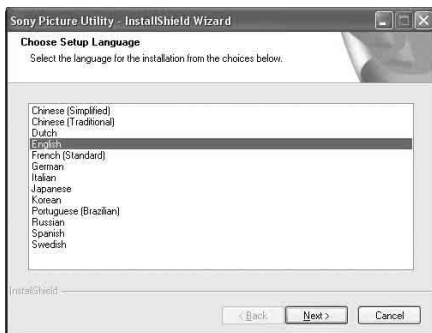 Sony Picture Utility - InstallShield Wizard
Choose Setup Language
Select the language for the installation from the choices below.
Chinese (Simplified)
Chinese (Traditional)
Dutch
English
French (Standard)
German
Italian
Japanese
Korean
Portuguese (Brazilian)
Russian
Spanish
Swedish
InstallShield
< Back Next > Cancel